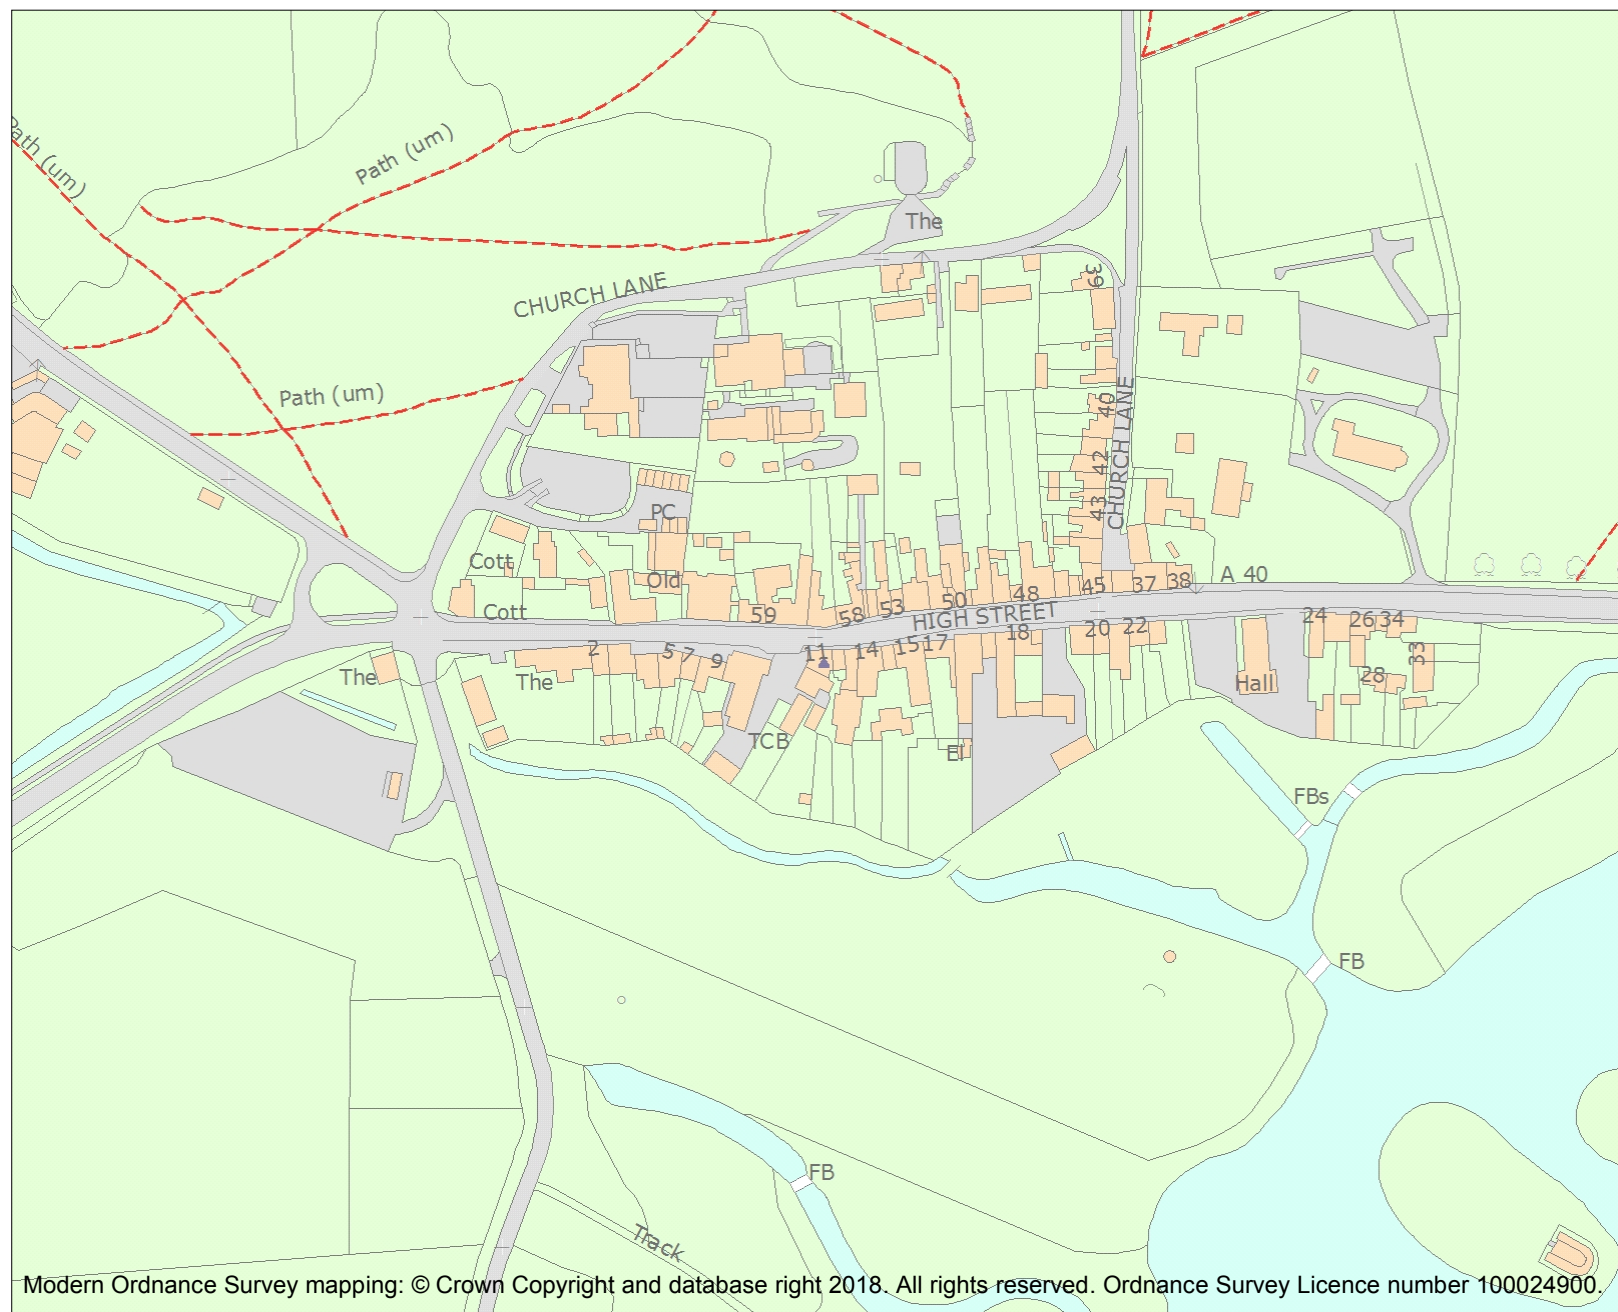 Path (um)
Path (um)
The
CHURCH LANE
39
Path (um)
40
CHURCH LANE
42
43
PC
Cott
Old
A 40
Cott
59
58
53
50
48
45
37
38
HIGH STREET
2
5
7
9
11
14
15
17
18
20
22
24
26
34
33
28
The
The
Hall
TCB
El
FBs
FB
FB
Track
Modern Ordnance Survey mapping: © Crown Copyright and database right 2018. All rights reserved. Ordnance Survey Licence number 100024900.